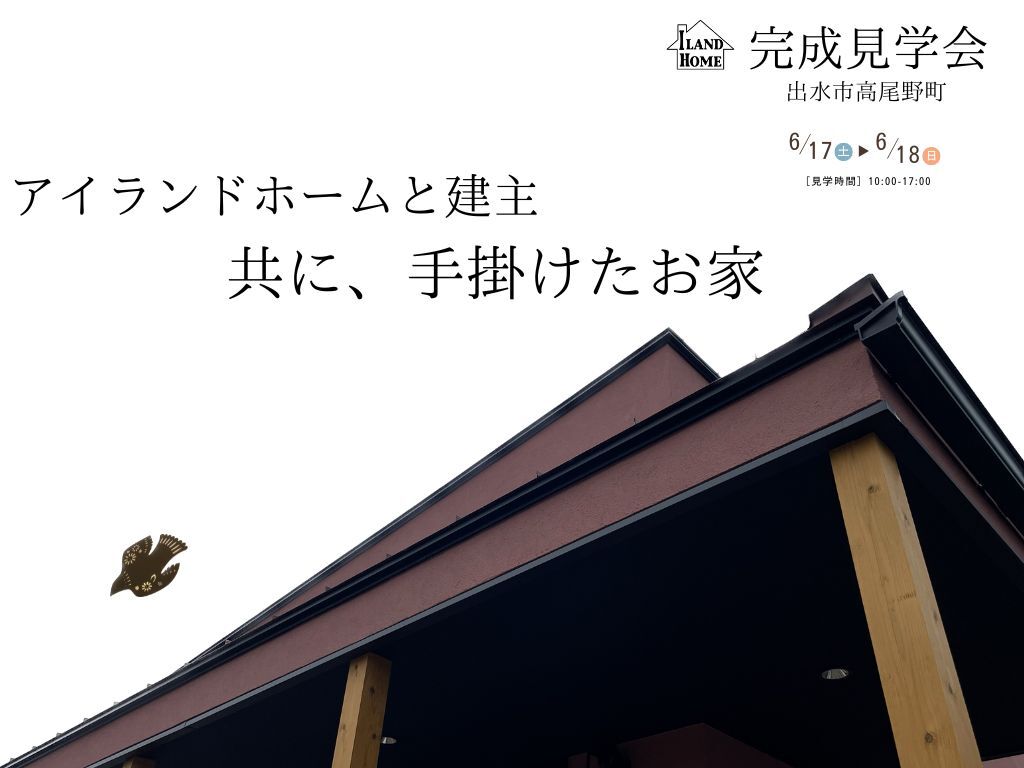 ILAND
HOME
完成見学会
出水市高尾野町
6/17土▶6/18日
[見学時間] 10:00-17:00
アイランドホームと建主
共に、手掛けたお家